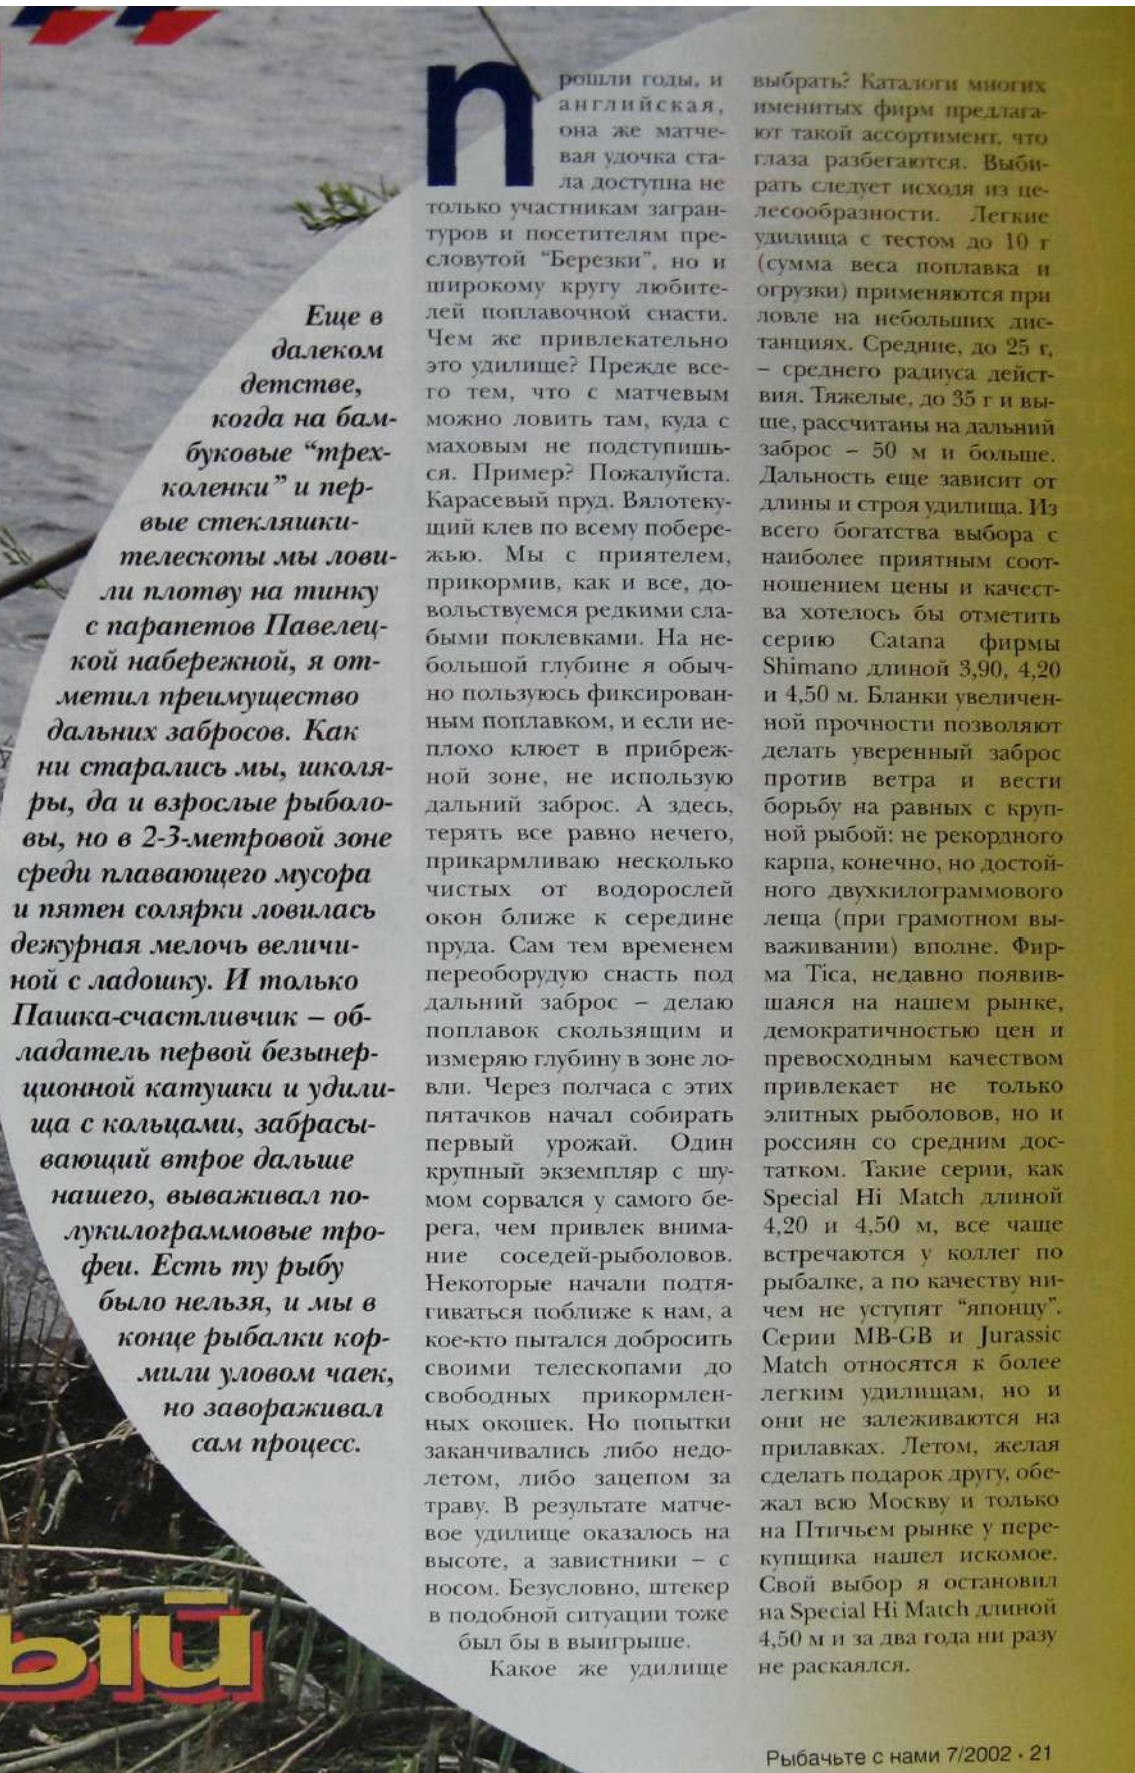 Еще в
далеком
детстве,
когда на бам-
буковые “трех-
коленки” и пер-
вые стекляшки-
телескопы мы лови-
ли плотву на тинку
с парапетов Павелец-
кой набережной, я от-
метил преимущество
дальних забросов. Как
ни старались мы, школя-
ры, да и взрослые рыболо-
вы, но в 2-3-метровой зоне
среди плавающего мусора
и пятен солярки ловилась
дежурная мелочь величи-
ной с ладошку. И только
Пашка-счастливчик – об-
ладатель первой безынер-
ционной катушки и удили-
ща с кольцами, забрасы-
вающий втрое дальше
нашего, вываживал по-
лукилограммовые тро-
феи. Есть ту рыбу
было нельзя, и мы в
конце рыбалки кор-
мили уловом чаек,
но завораживал
сам процесс.
ый
Прошли годы, и
английская,
она же матче-
вая удочка ста-
ла доступна не
только участникам загран-
туров и посетителям пре-
словутой “Березки”, но и
широкому кругу любите-
лей поплавочной снасти.
Чем же привлекательно
это удилище? Прежде все-
го тем, что с матчевым
можно ловить там, куда с
маховым не подступишь-
ся. Пример? Пожалуйста.
Карасевый пруд. Вялотеку-
щий клев по всему побере-
жью. Мы с приятелем,
прикормив, как и все, до-
вольствуемся редкими сла-
быми поклевками. На не-
большой глубине я обыч-
но пользуюсь фиксирован-
ным поплавком, и если не-
плохо клюет в прибреж-
ной зоне, не использую
дальний заброс. А здесь,
терять все равно нечего,
прикармливаю несколько
чистых от водорослей
окон ближе к середине
пруда. Сам тем временем
переоборудую снасть под
дальний заброс – делаю
поплавок скользящим и
измеряю глубину в зоне ло-
вли. Через полчаса с этих
пятачков начал собирать
первый урожай. Один
крупный экземпляр с шу-
мом сорвался у самого бе-
рега, чем привлек внима-
ние соседей-рыболовов.
Некоторые начали подтя-
гиваться поближе к нам, а
кое-кто пытался добросить
своими телескопами до
свободных прикормлен-
ных окошек. Но попытки
заканчивались либо недо-
летом, либо зацепом за
траву. В результате матче-
вое удилище оказалось на
высоте, а завистники – с
носом. Безусловно, штекер
в подобной ситуации тоже
был бы в выигрыше.
Какое же удилище
выбрать? Каталоги многих
именитых фирм предлага-
ют такой ассортимент, что
глаза разбегаются. Выби-
рать следует исходя из це-
лесообразности. Легкие
удилища с тестом до 10 г
(сумма веса поплавка и
огрузки) применяются при
ловле на небольших дис-
танциях. Средние, до 25 г,
– среднего радиуса дейст-
вия. Тяжелые, до 35 г и вы-
ше, рассчитаны на дальний
заброс – 50 м и больше.
Дальность еще зависит от
длины и строя удилища. Из
всего богатства выбора с
наиболее приятным соот-
ношением цены и качест-
ва хотелось бы отметить
серию Catana фирмы
Shimano длиной 3,90, 4,20
и 4,50 м. Бланки увеличен-
ной прочности позволяют
делать уверенный заброс
против ветра и вести
борьбу на равных с круп-
ной рыбой: не рекордного
карпа, конечно, но достой-
ного двухкилограммового
леща (при грамотном вы-
важивании) вполне. Фир-
ма Tica, недавно появив-
шаяся на нашем рынке,
демократичностью цен и
превосходным качеством
привлекает не только
элитных рыболовов, но и
россиян со средним дос-
татком. Такие серии, как
Special Hi Match длиной
4,20 и 4,50 м, все чаще
встречаются у коллег по
рыбалке, а по качеству ни-
чем не уступят “японцу”.
Серии MB-GB и Jurassic
Match относятся к более
легким удилищам, но и
они не залеживаются на
прилавках. Летом, желая
сделать подарок другу, обе-
жал всю Москву и только
на Птичьем рынке у пере-
купщика нашел искомое.
Свой выбор я остановил
на Special Hi Match длиной
4,50 м и за два года ни разу
не раскаялся.
Рыбачьте с нами 7/2002 · 21